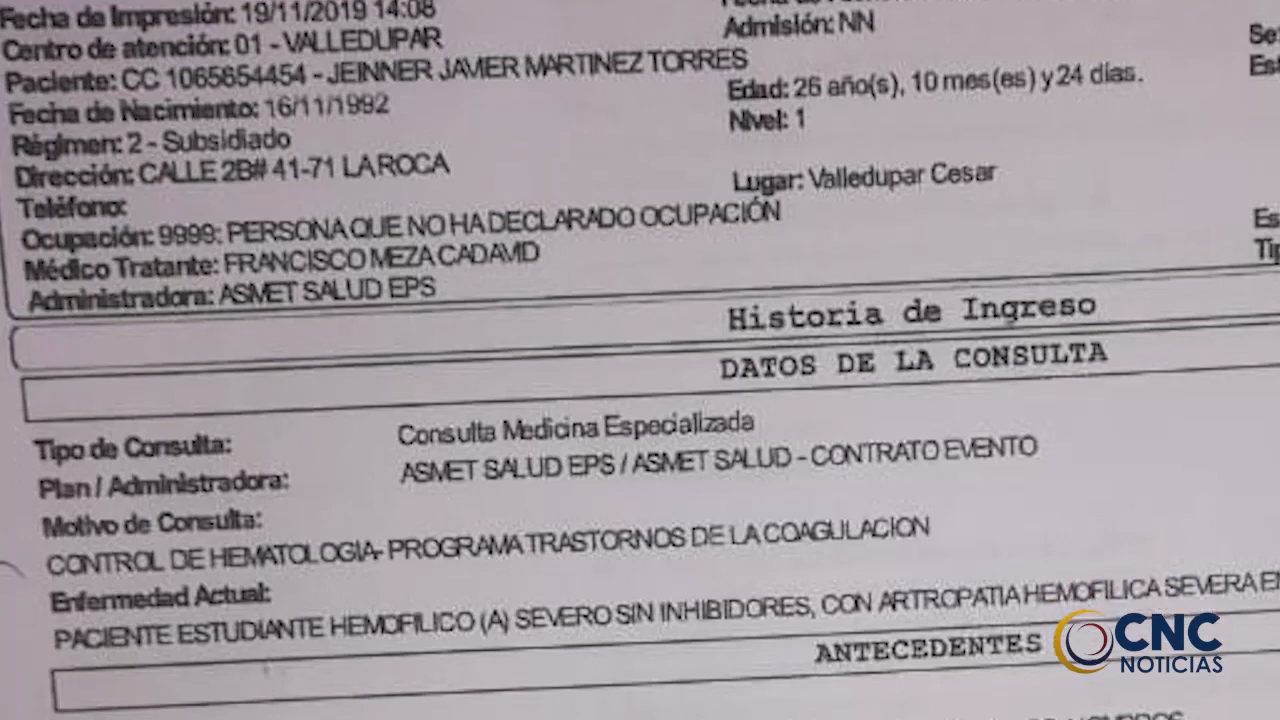 Fecha de Impresión: 19/11/2019 14:08
Centro de atención: 01 - VALLEDUPAR
Admisión: NN
Paciente: CC 1065854454 - JEINNER JAVIER MARTINEZ TORRES
Fecha de Nacimiento: 16/11/1992
Edad: 26 año(s), 10 mes(es) y 24 días.
Régimen: 2 - Subsidiado
Nivel: 1
Dirección: CALLE 2B# 41-71 LA ROCA
Teléfono:
Lugar: Valledupar Cesar
Ocupación: 9999: PERSONA QUE NO HA DECLARADO OCUPACIÓN
Médico Tratante: FRANCISCO MEZA CADAVID
Administradora: ASMET SALUD EPS
Historia de Ingreso
DATOS DE LA CONSULTA
Tipo de Consulta: Consulta Medicina Especializada
Plan / Administradora: ASMET SALUD EPS / ASMET SALUD - CONTRATO EVENTO
Motivo de Consulta:
CONTROL DE HEMATOLOGIA- PROGRAMA TRASTORNOS DE LA COAGULACION
Enfermedad Actual:
PACIENTE ESTUDIANTE HEMOFILICO (A) SEVERO SIN INHIBIDORES, CON ARTROPATIA HEMOFILICA SEVERA
ANTECEDENTES
CNC
NOTICIAS